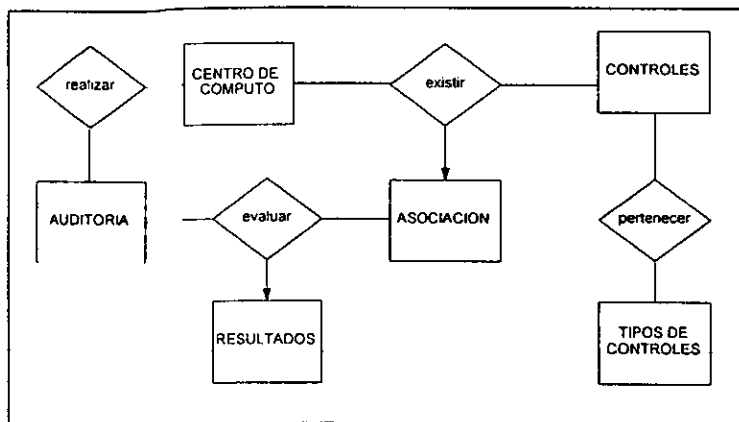 realizar
CENTRO DE
COMPUTO
existir
CONTROLES
AUDITORIA
evaluar
ASOCIACION
pertenecer
RESULTADOS
TIPOS DE
CONTROLES